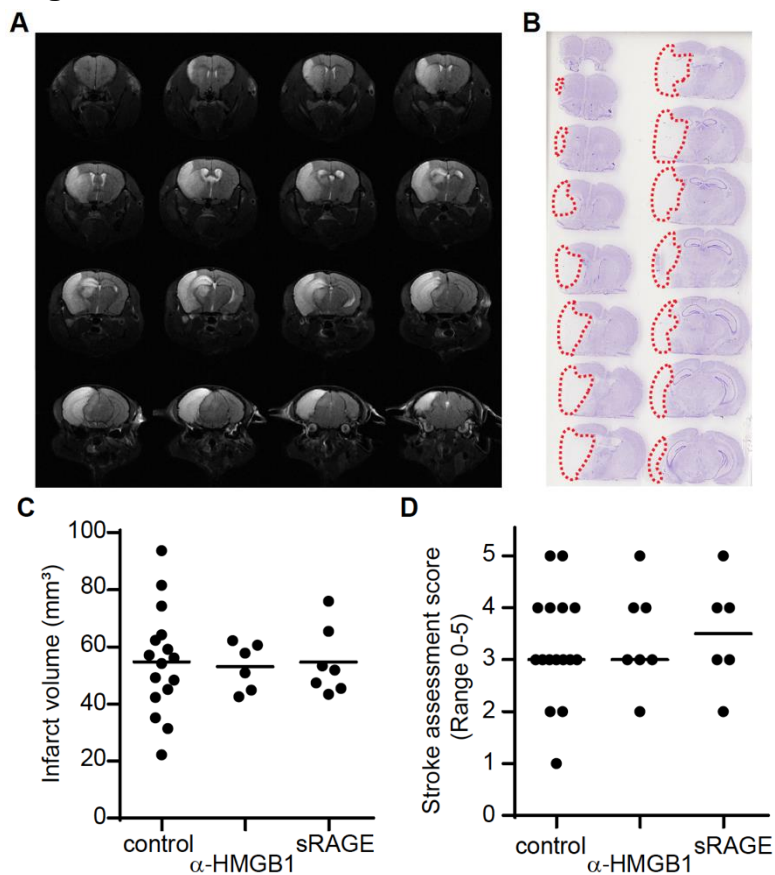 A
B
C
Infarct volume (mm³)
100
80
60
40
20
0
control
α-HMGB1
sRAGE
D
Stroke assessment score
(Range 0-5)
5
4
3
2
1
0
control
α-HMGB1
sRAGE